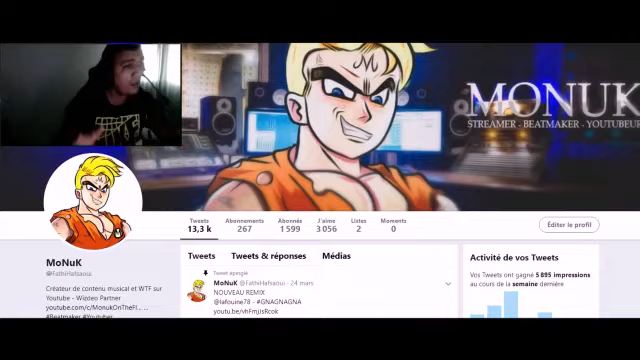 MONUK
STREAMER - BEATMAKER - YOUTUBEUR
Tweets Abonnements Abonnés J'aime Listes Moments
13,3 k 267 1 599 3 056 2 0
Éditer le profil
MoNuK
@FathiHafsaoui
Créateur de contenu musical et WTF sur
Youtube - Wizdeo Partner
youtube.com/c/MonukOnTheFl... ...
#Beatmaker #Youtuber
Tweets Tweets & réponses Médias
Tweet épinglé
MoNuK @FathiHafsaoui · 24 mars
NOUVEAU REMIX
@lafouine78 - #GNAGNAGNA
Activité de vos Tweets
Vos Tweets ont gagné 5 895 impressions
au cours de la semaine dernière